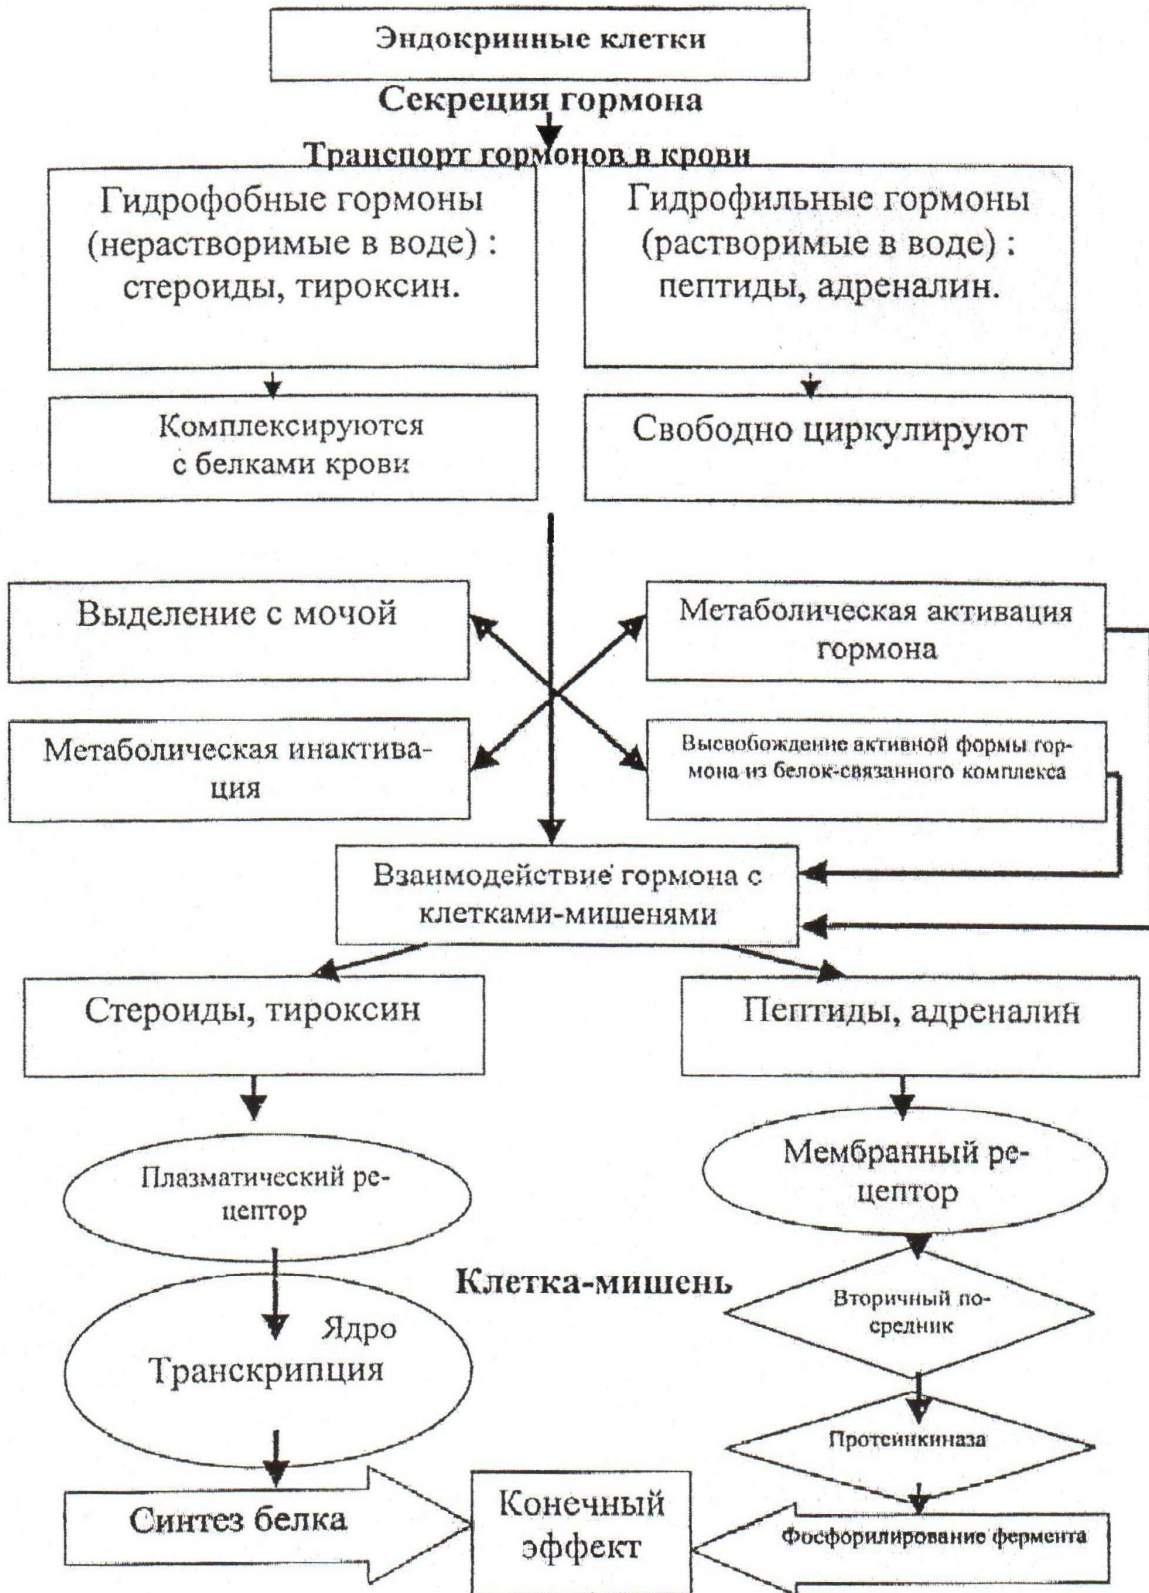 Эндокринные клетки
Секреция гормона
Транспорт гормонов в крови
Гидрофобные гормоны
(нерастворимые в воде) :
стероиды, тироксин.
Гидрофильные гормоны
(растворимые в воде) :
пептиды, адреналин.
Комплексируются
с белками крови
Свободно циркулируют
Выделение с мочой
Метаболическая активация
гормона
Метаболическая инактива-
ция
Высвобождение активной формы гор-
мона из белок-связанного комплекса
Взаимодействие гормона с
клетками-мишенями
Стероиды, тироксин
Пептиды, адреналин
Плазматический ре-
цептор
Мембранный ре-
цептор
Клетка-мишень
Вторичный по-
средник
Ядро
Транскрипция
Протеинкиназа
Синтез белка
Конечный
эффект
Фосфорилирование фермента